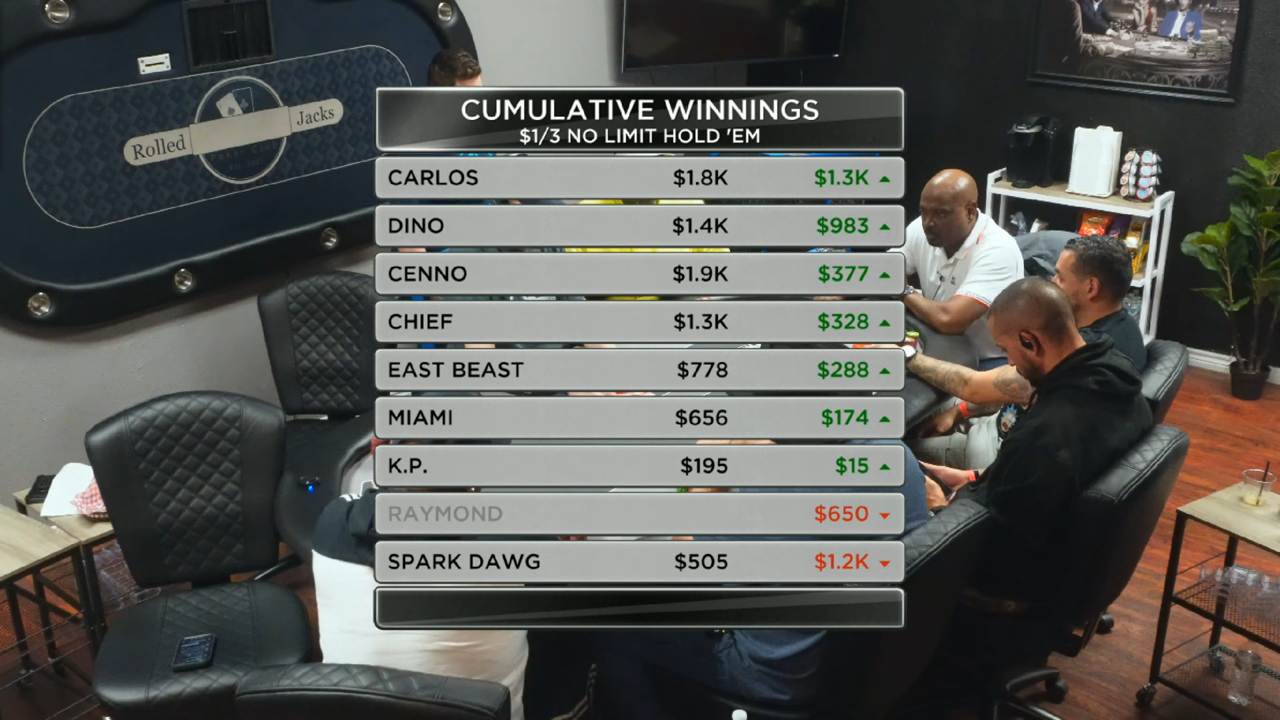 Rolled Jacks
CUMULATIVE WINNINGS
$1/3 NO LIMIT HOLD 'EM
CARLOS $1.8K $1.3K
DINO $1.4K $983
CENNO $1.9K $377
CHIEF $1.3K $328
EAST BEAST $778 $288
MIAMI $656 $174
K.P. $195 $15
RAYMOND $650
SPARK DAWG $505 $1.2K